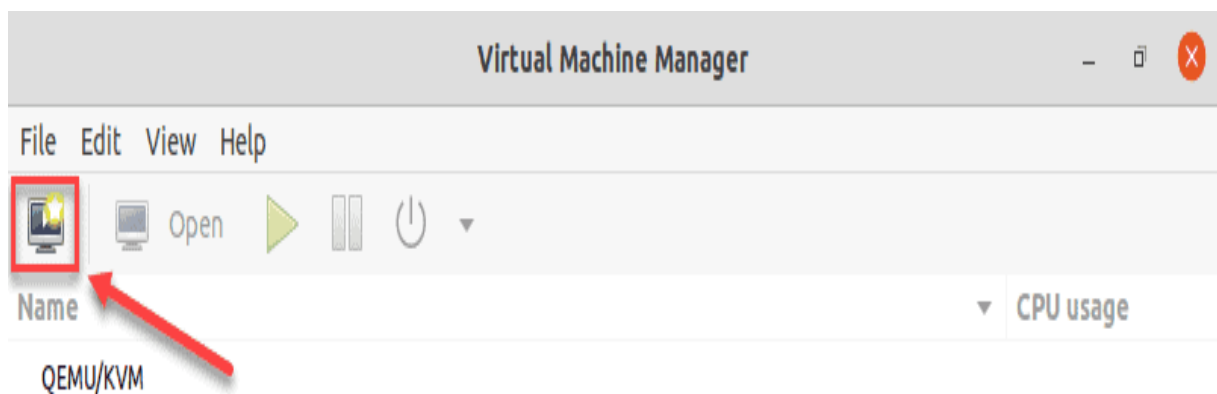 Virtual Machine Manager
File Edit View Help
Open
Name CPU usage
QEMU/KVM